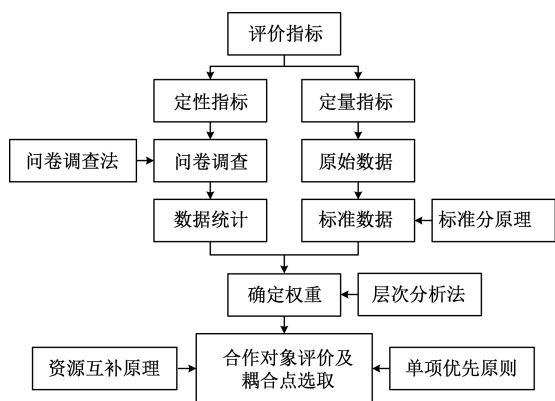 评价指标
定性指标
定量指标
问卷调查法
问卷调查
原始数据
数据统计
标准数据
标准分原理
确定权重
层次分析法
资源互补原理
合作对象评价及
耦合点选取
单项优先原则